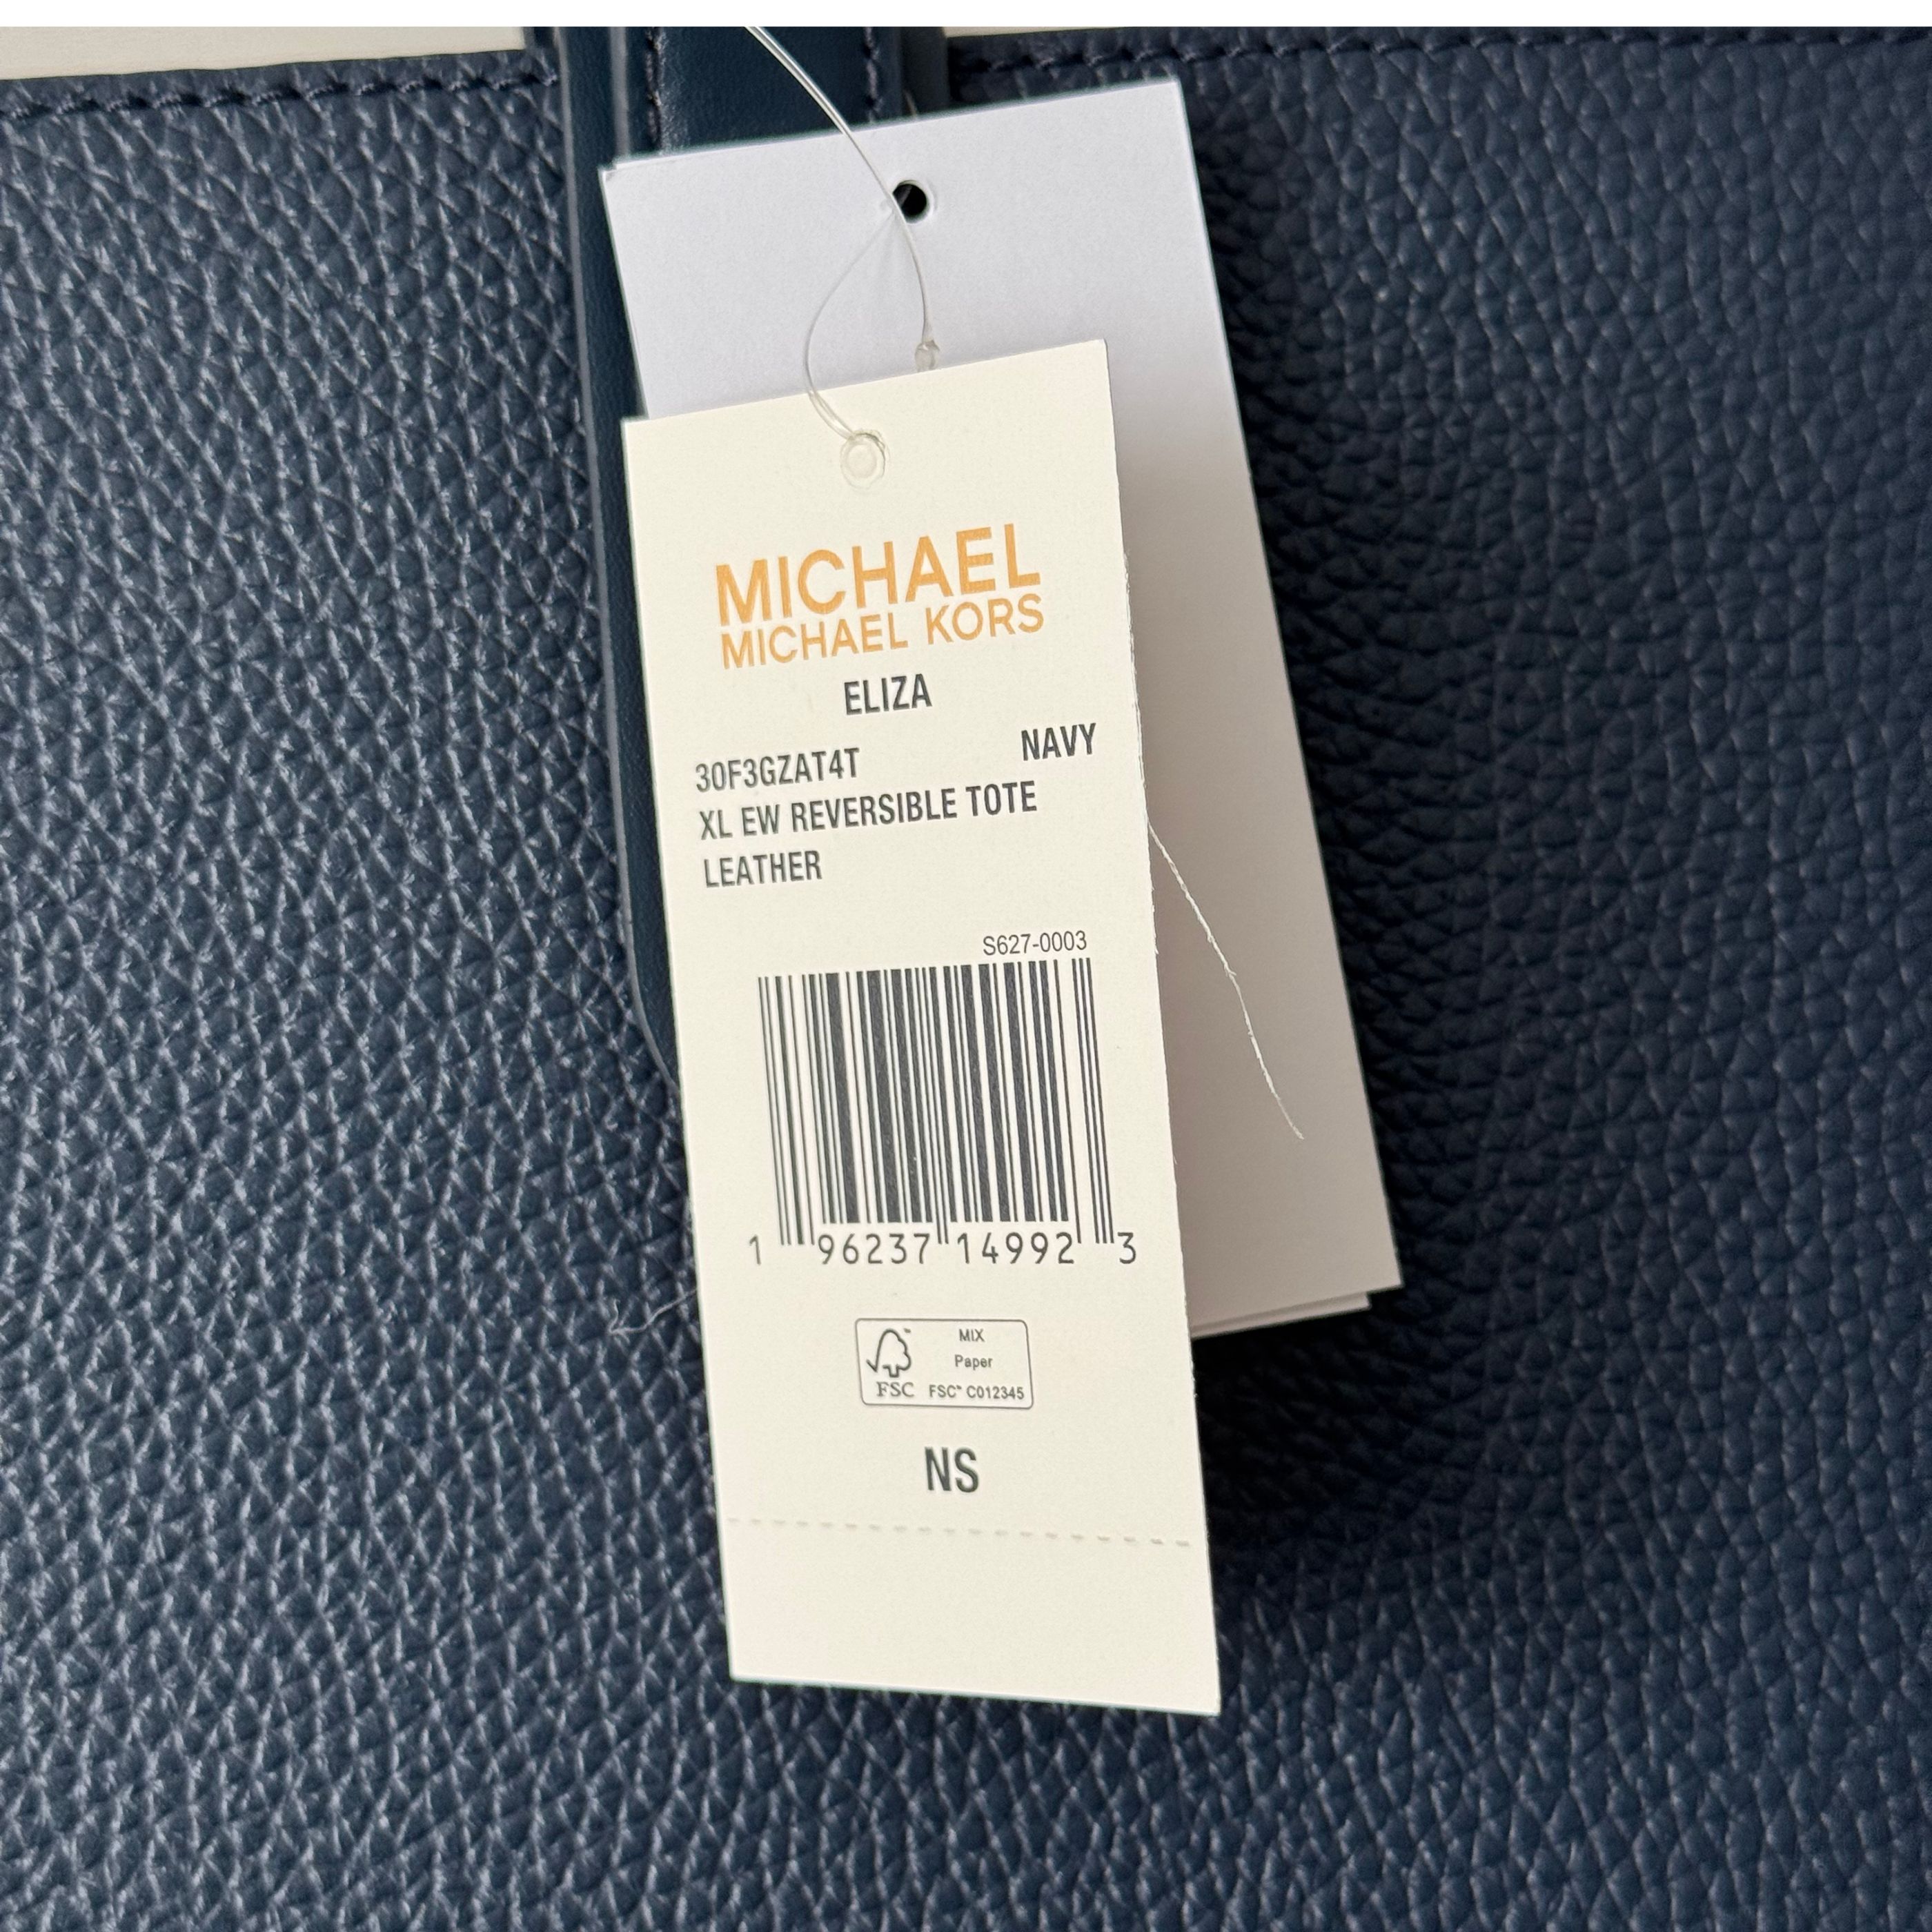 MICHAEL
MICHAEL KORS
ELIZA
30F3GZAT4T NAVY
XL EW REVERSIBLE TOTE
LEATHER
S627-0003
1 96237 14992 3
MIX
Paper
FSC FSC™ C012345
NS